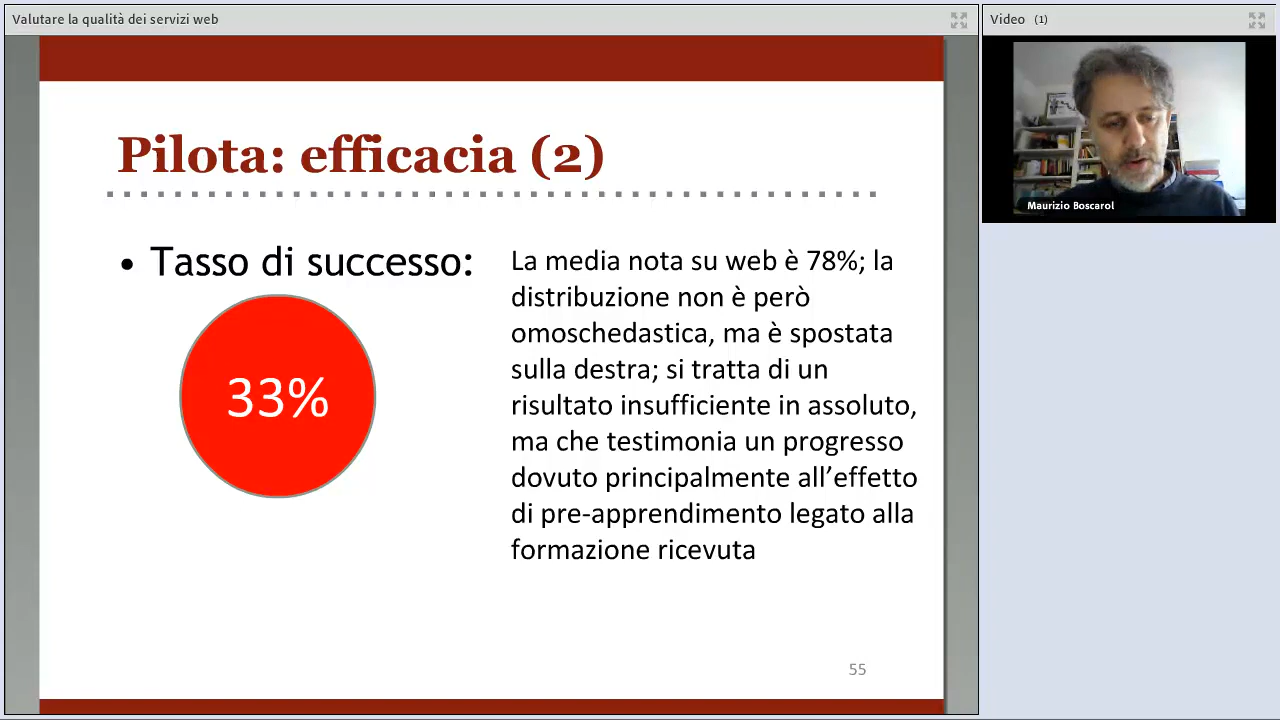 Valutare la qualità dei servizi web
Video (1)
Maurizio Boscarol
Pilota: efficacia (2)
• Tasso di successo:
33%
La media nota su web è 78%; la
distribuzione non è però
omoschedastica, ma è spostata
sulla destra; si tratta di un
risultato insufficiente in assoluto,
ma che testimonia un progresso
dovuto principalmente all’effetto
di pre-apprendimento legato alla
formazione ricevuta
55